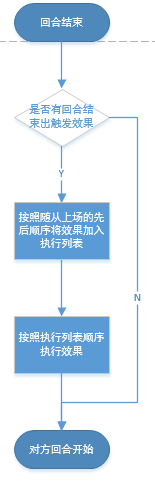 回合结束
是否有回合结
束出触发效果
Y
按照随从上场的先
后顺序将效果加入
执行列表
N
按照执行列表顺序
执行效果
对方回合开始